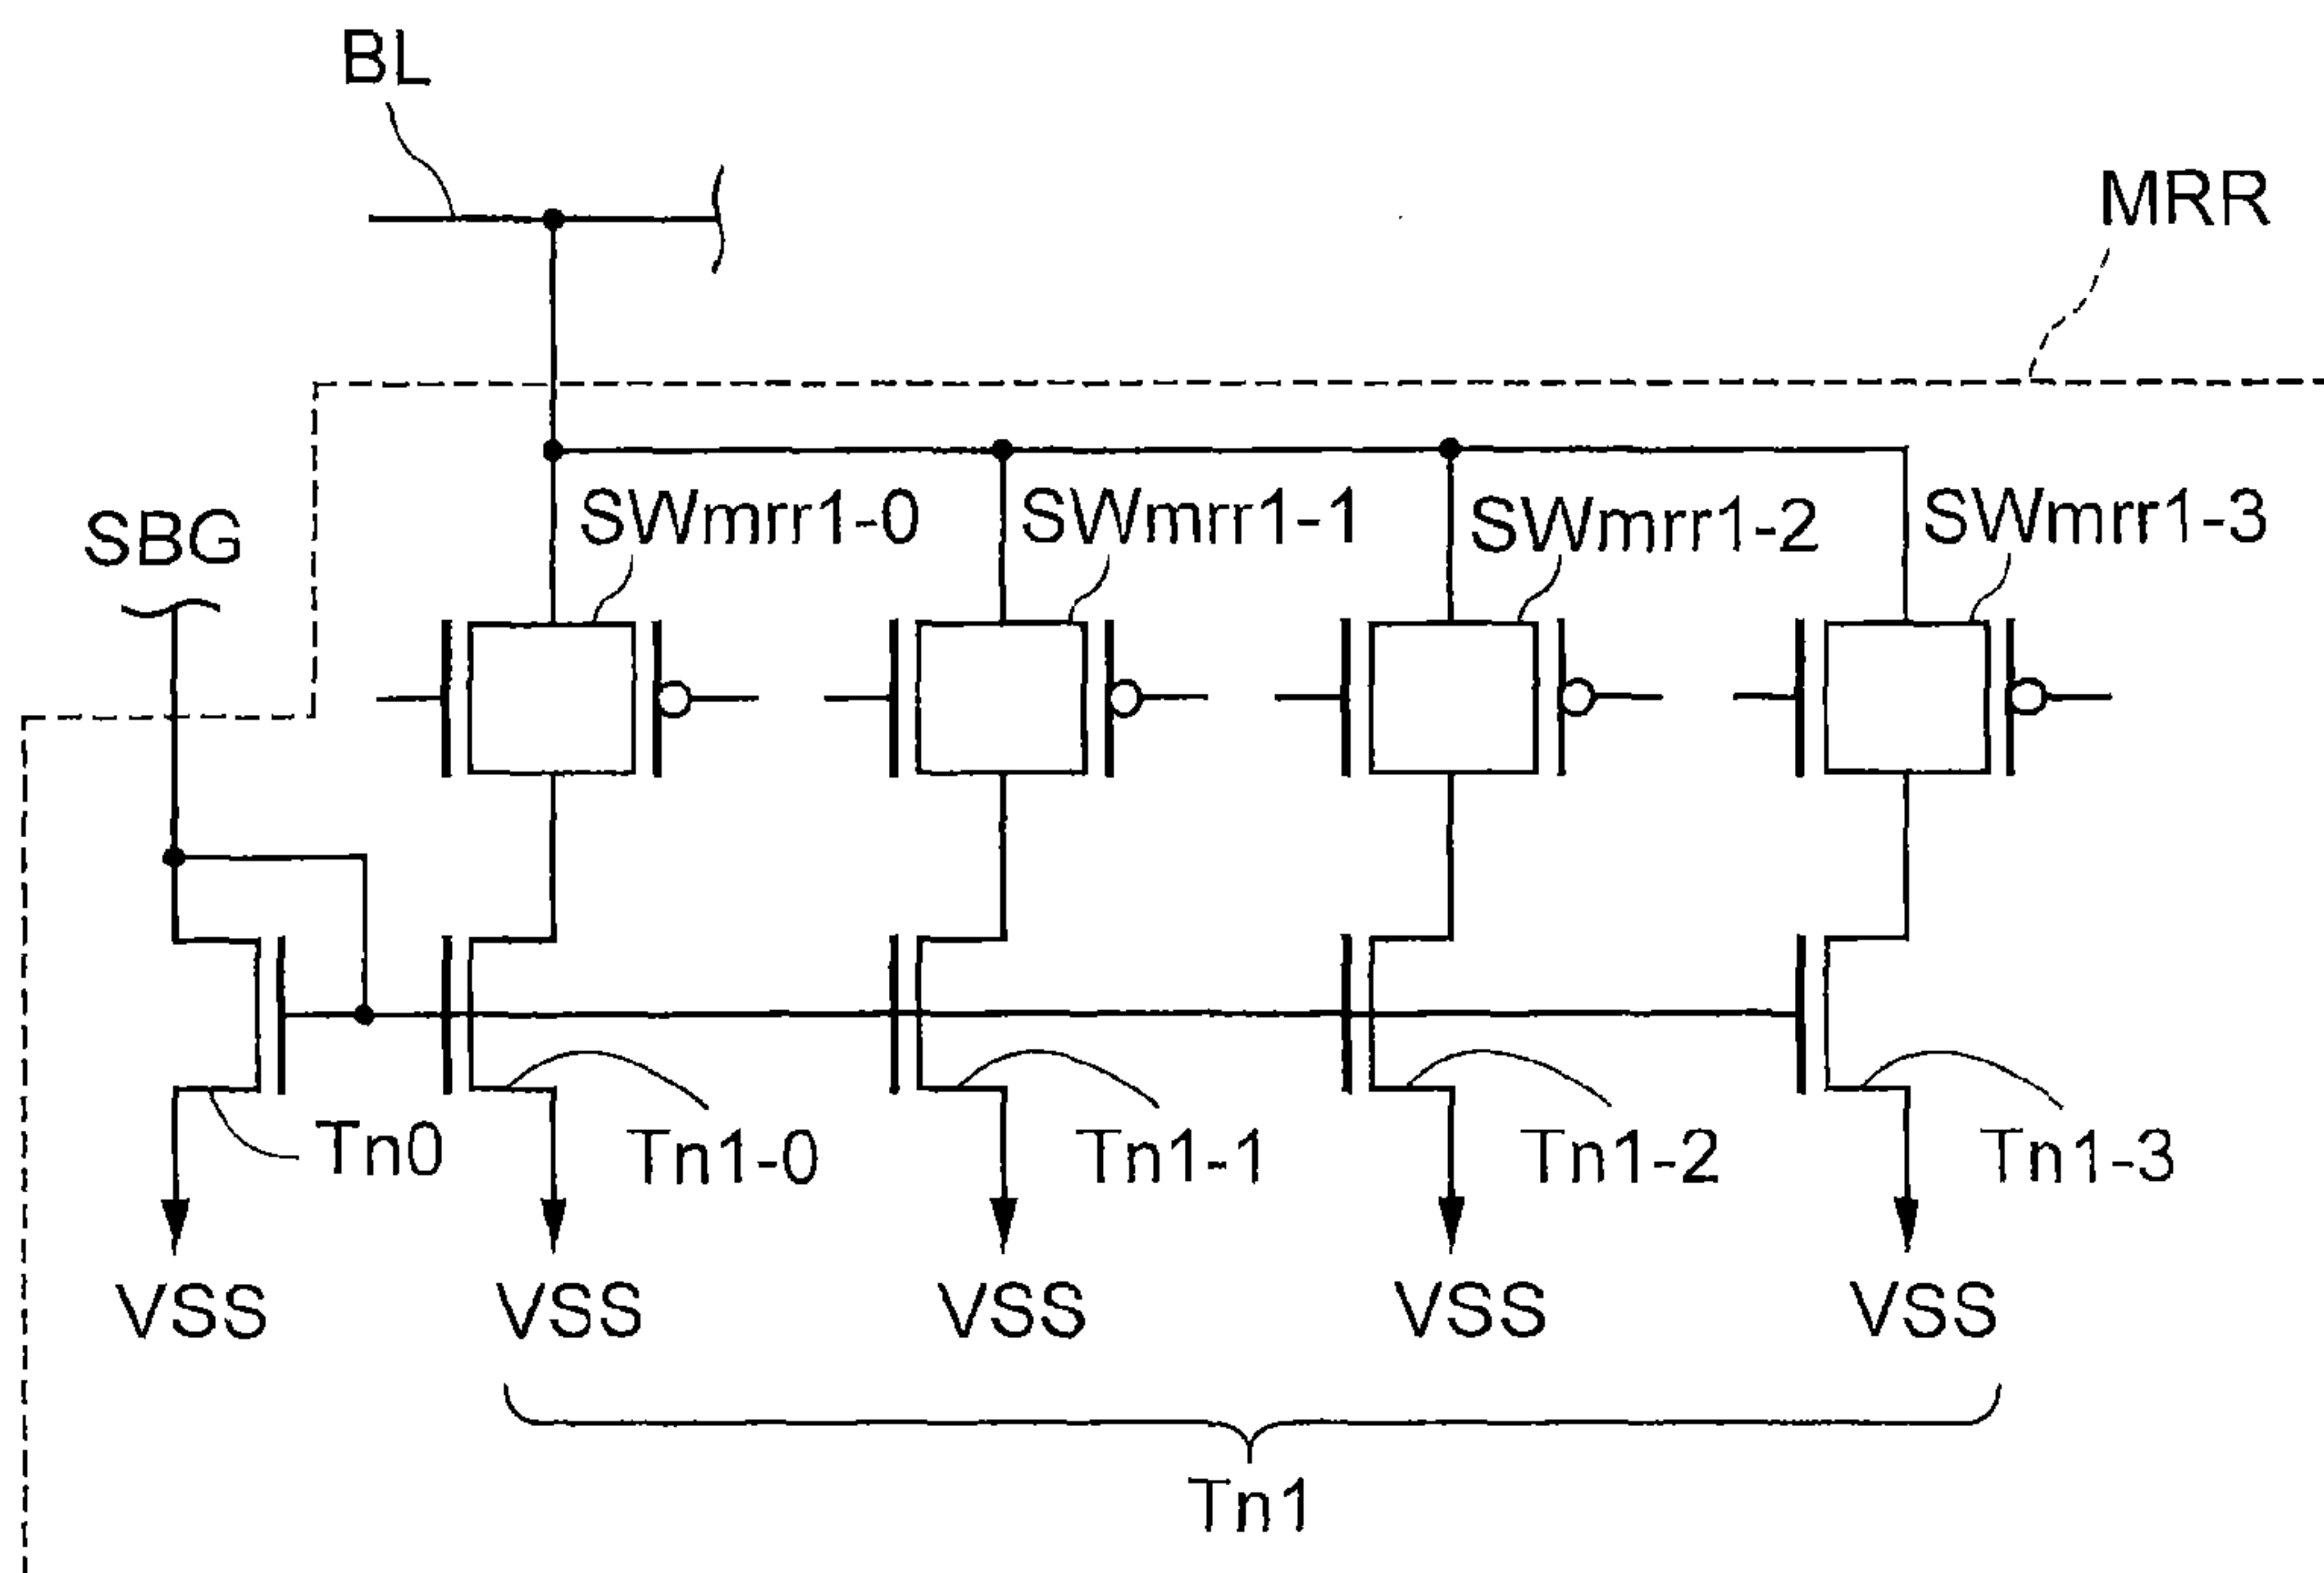 BL
MRR
SBG
SWmrr1-0
SWmrr1-1
SWmrr1-2
SWmrr1-3
Tn0
Tn1-0
Tn1-1
Tn1-2
Tn1-3
VSS
VSS
VSS
VSS
VSS
Tn1